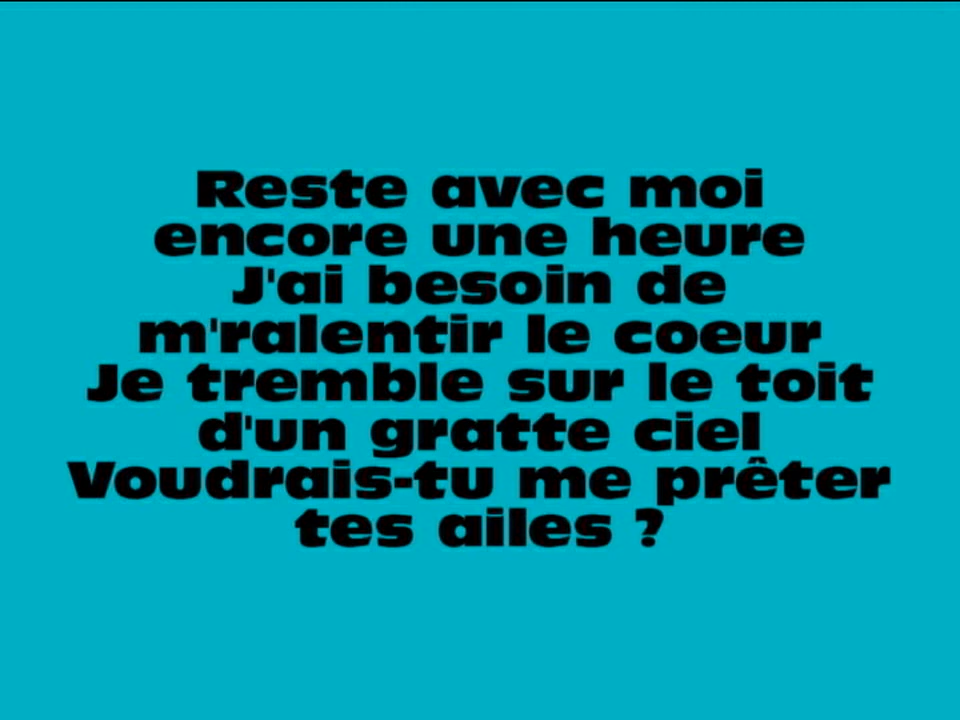 Reste avec moi
encore une heure
J'ai besoin de
m'ralentir le coeur
Je tremble sur le toit
d'un gratte ciel
Voudrais-tu me prêter
tes ailes ?